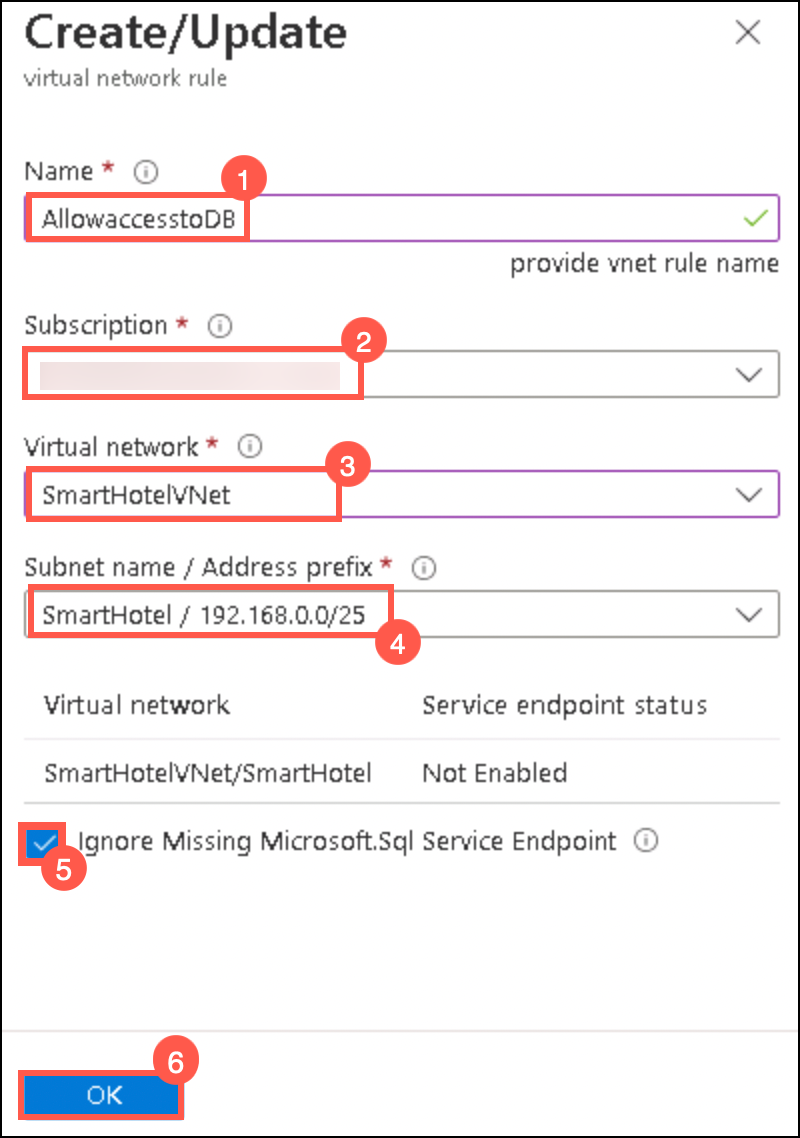 Create/Update
virtual network rule
Name *
1
AllowaccesstoDB
provide vnet rule name
Subscription *
2
Virtual network *
3
SmartHotelVNet
Subnet name / Address prefix *
SmartHotel / 192.168.0.0/25
4
Virtual network Service endpoint status
SmartHotelVNet/SmartHotel Not Enabled
Ignore Missing Microsoft.Sql Service Endpoint
5
6
OK